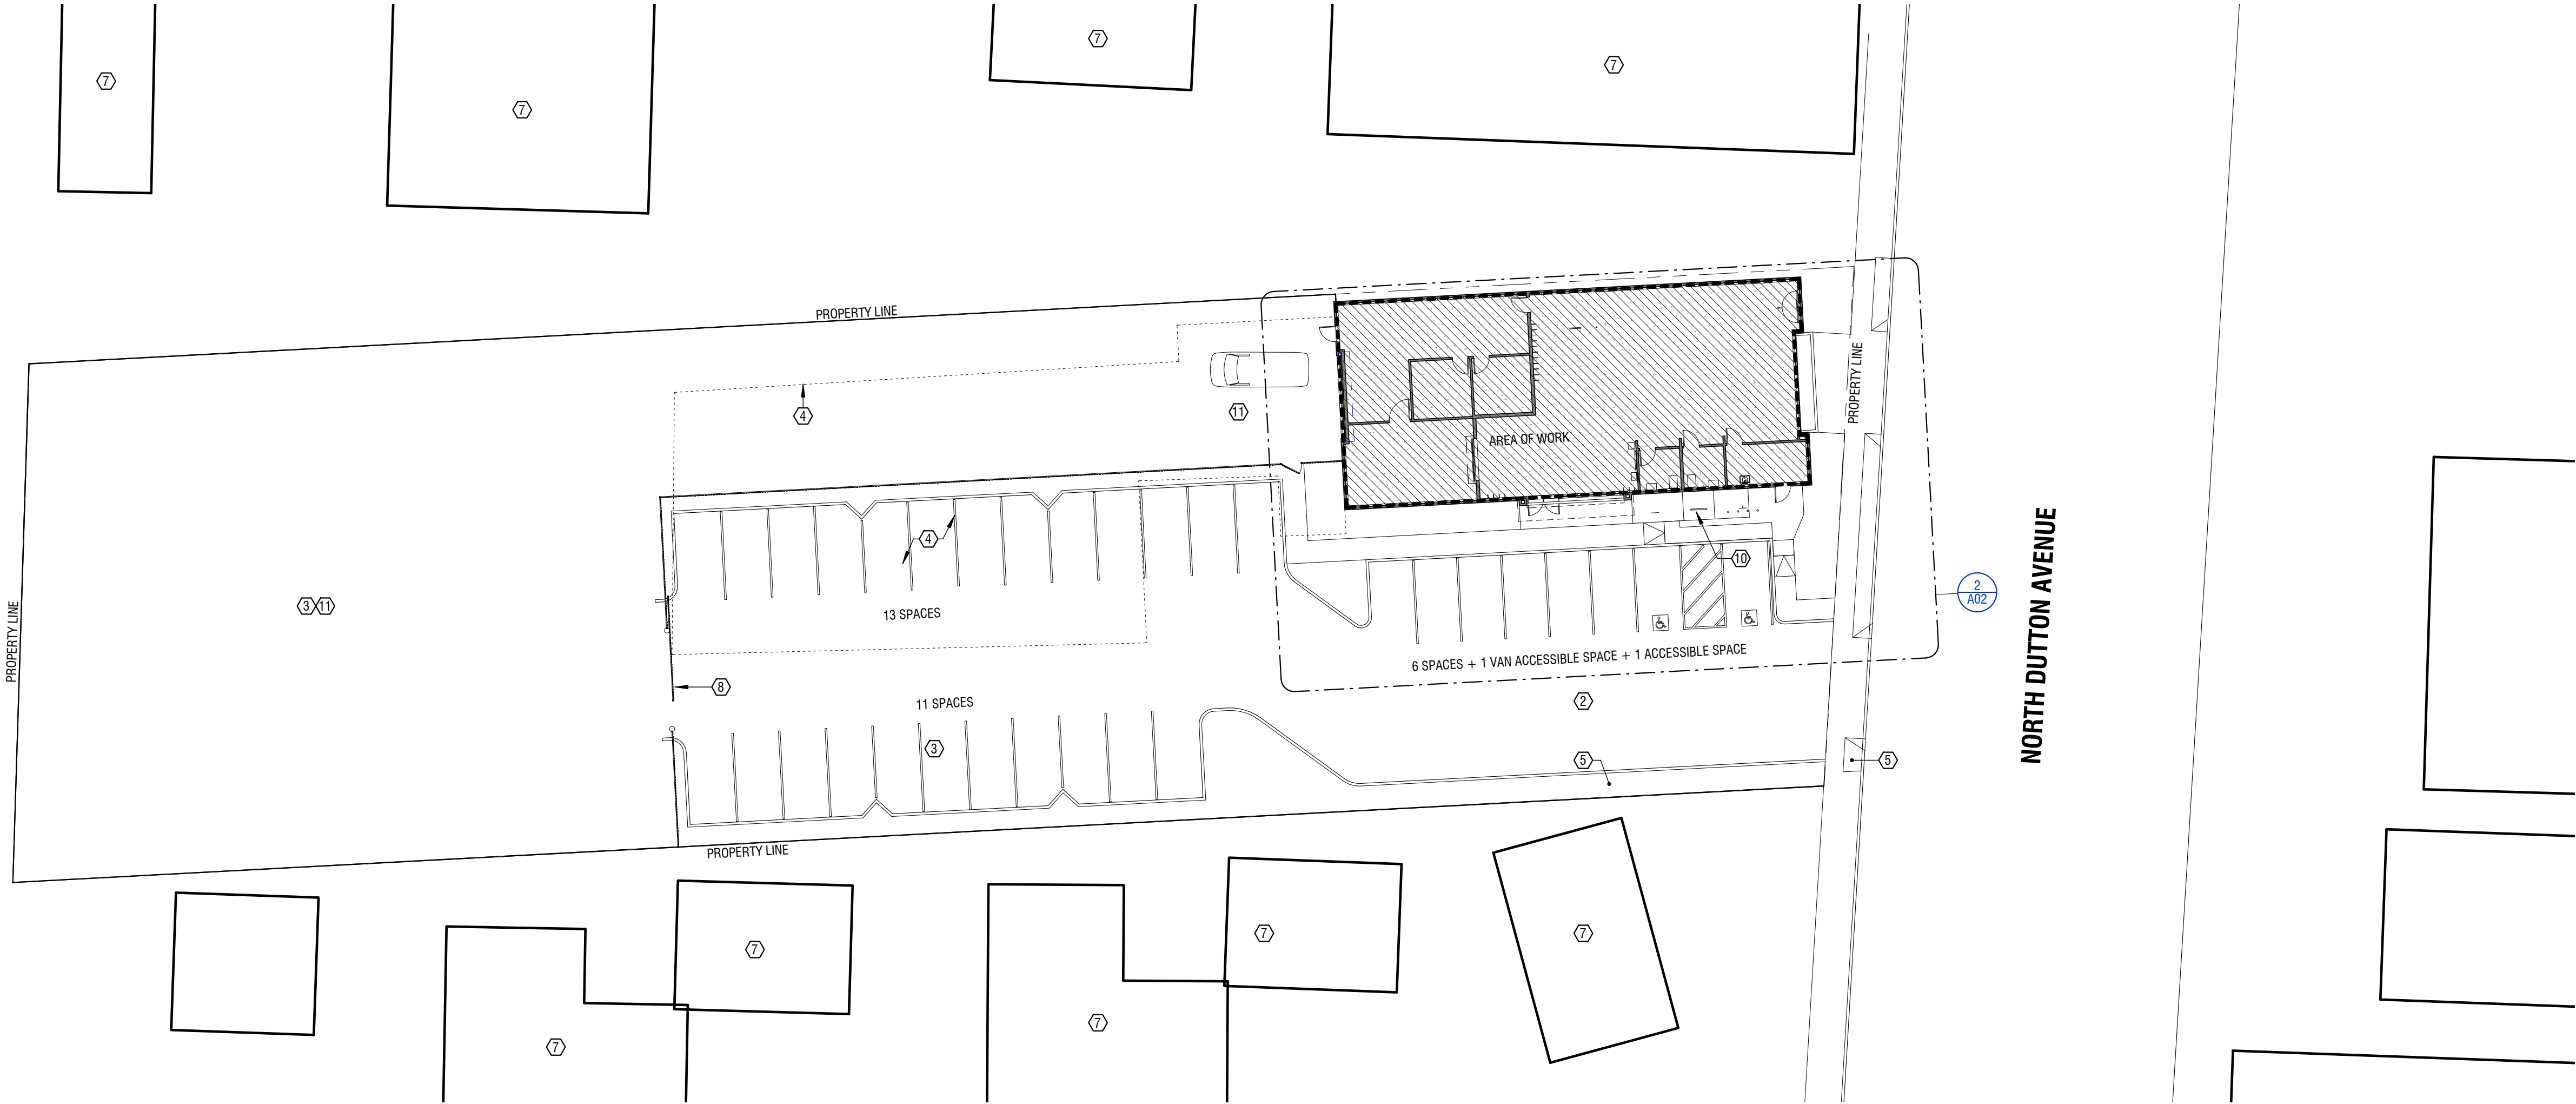 7
7
7
7
PROPERTY LINE
PROPERTY LINE
4
11
AREA OF WORK
4
10
2
A02
NORTH DUTTON AVENUE
PROPERTY LINE
3 11
13 SPACES
6 SPACES + 1 VAN ACCESSIBLE SPACE + 1 ACCESSIBLE SPACE
8
11 SPACES
2
3
5
5
PROPERTY LINE
7
7
7
7
7